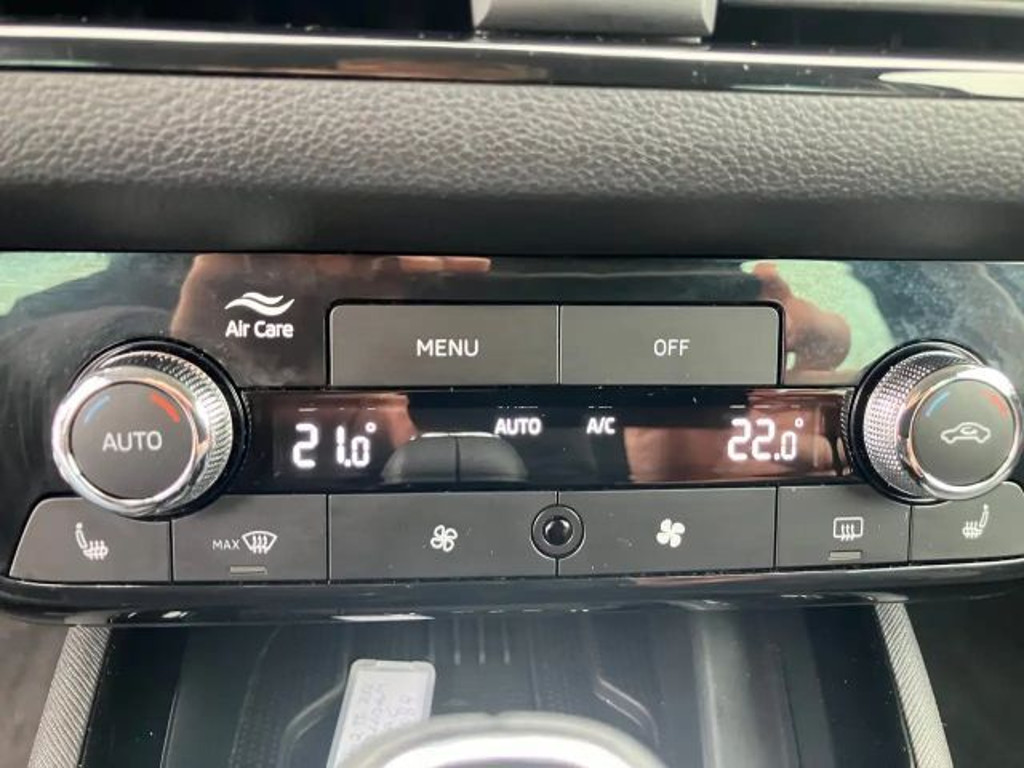 Air Care
MENU
OFF
AUTO
21.0°
AUTO
A/C
22.0°
MAX